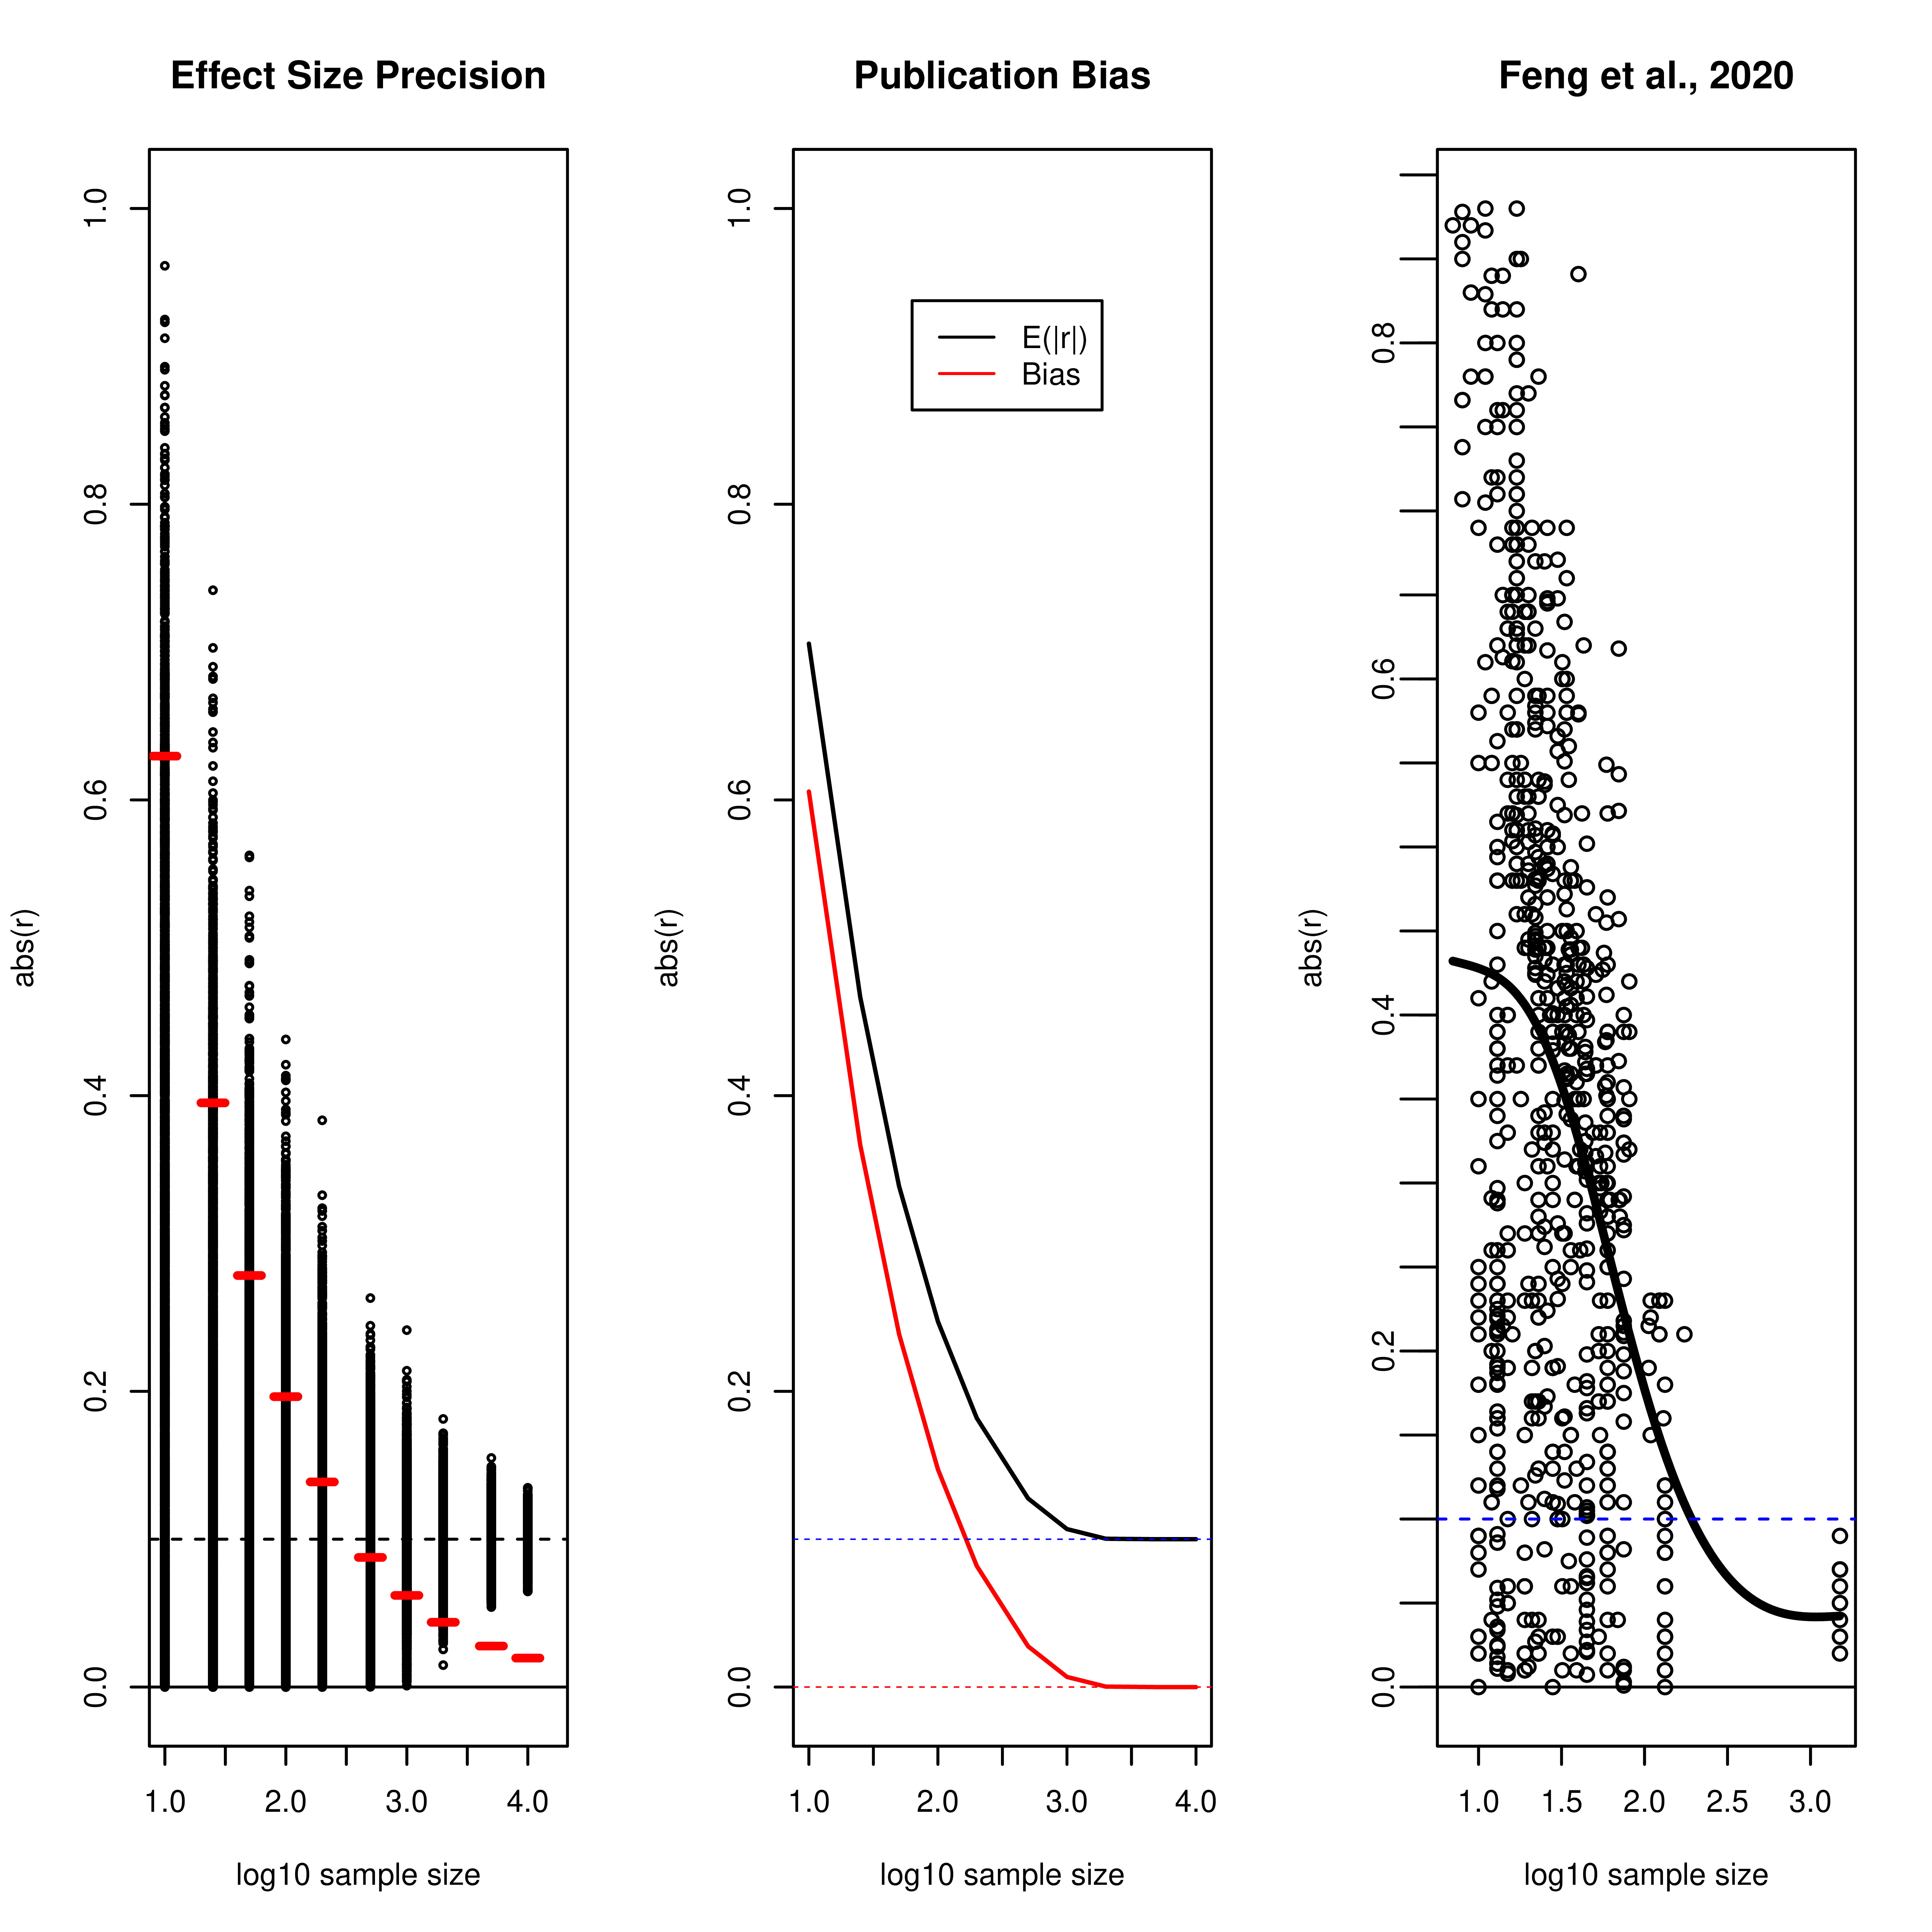 Effect Size Precision
abs(r)
1.0
0.8
0.6
0.4
0.2
0.0
1.0 2.0 3.0 4.0
log10 sample size
Publication Bias
abs(r)
1.0
0.8
0.6
0.4
0.2
0.0
E(|r|)
Bias
1.0 2.0 3.0 4.0
log10 sample size
Feng et al., 2020
abs(r)
0.8
0.6
0.4
0.2
0.0
1.0 1.5 2.0 2.5 3.0
log10 sample size